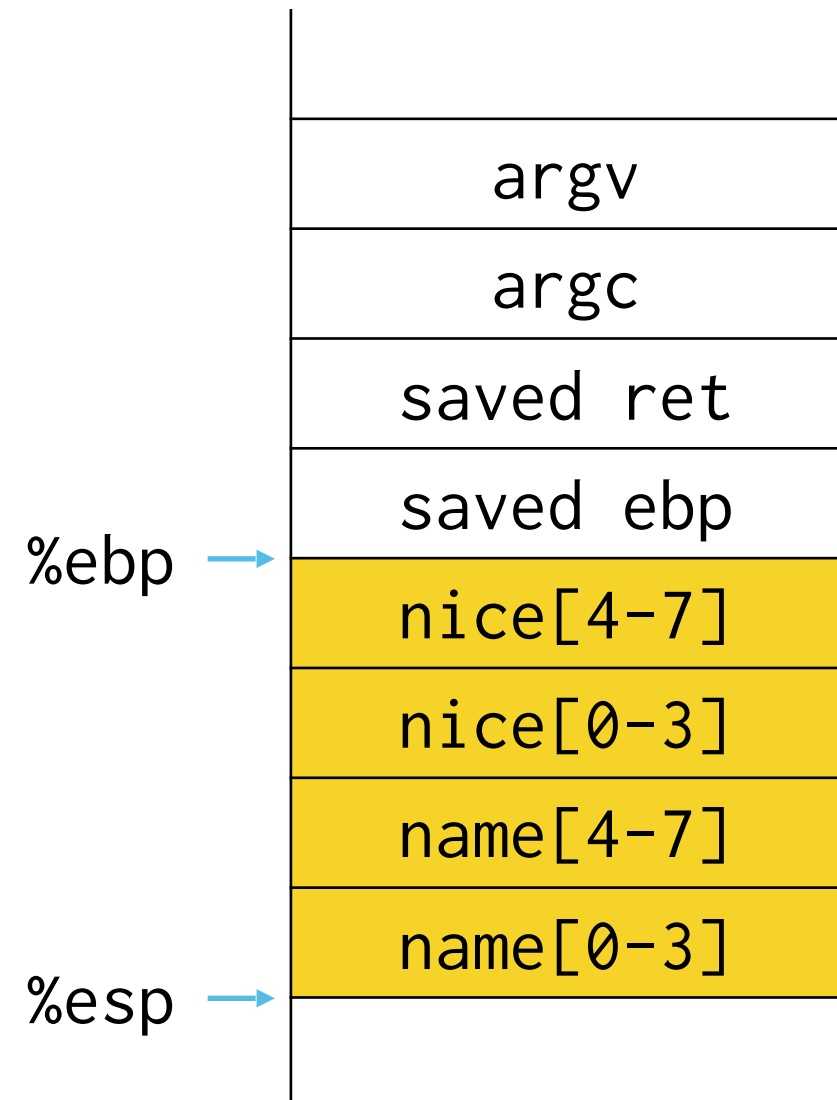 argv
argc
saved ret
saved ebp
%ebp
nice[4-7]
nice[0-3]
name[4-7]
name[0-3]
%esp